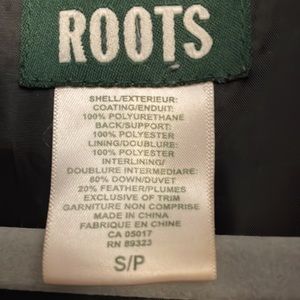 ROOTS
SHELL/EXTERIEUR:
COATING/ENDUIT:
100% POLYURETHANE
BACK/SUPPORT:
100% POLYESTER
LINING/DOUBLURE:
100% POLYESTER
INTERLINING/
DOUBLURE INTERMEDIARE:
80% DOWN/DUVET
20% FEATHER/PLUMES
EXCLUSIVE OF TRIM
GARNITURE NON COMPRISE
MADE IN CHINA
FABRIQUE EN CHINE
CA 05017
RN 89323
S/P